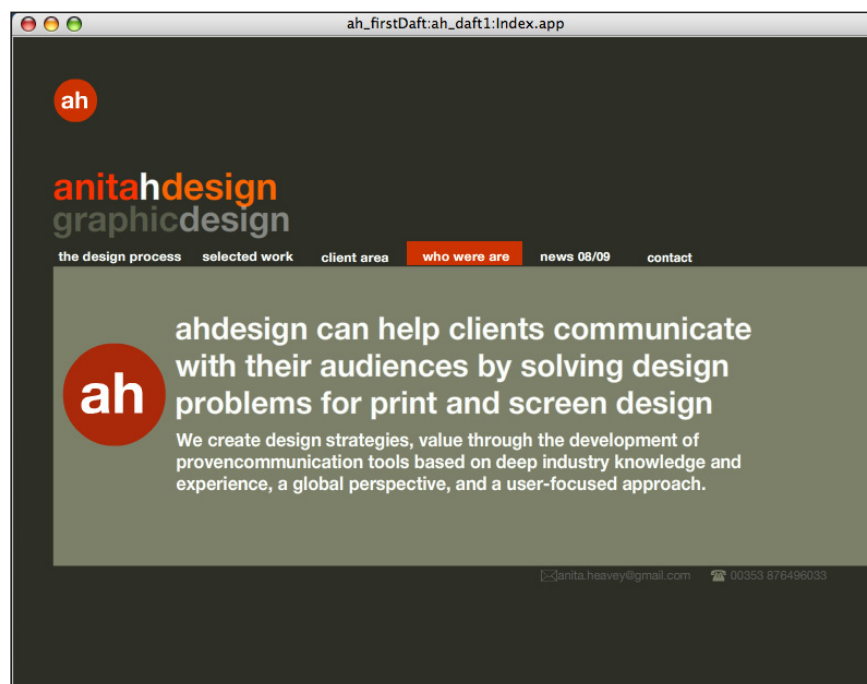 ah_firstDaft:ah_daft1:Index.app
ah
anitahdesign
graphicdesign
the design process selected work client area who were are news 08/09 contact
ahdesign can help clients communicate
with their audiences by solving design
problems for print and screen design
ah
We create design strategies, value through the development of
provencommunication tools based on deep industry knowledge and
experience, a global perspective, and a user-focused approach.
anita.heavey@gmail.com 00353 876496033